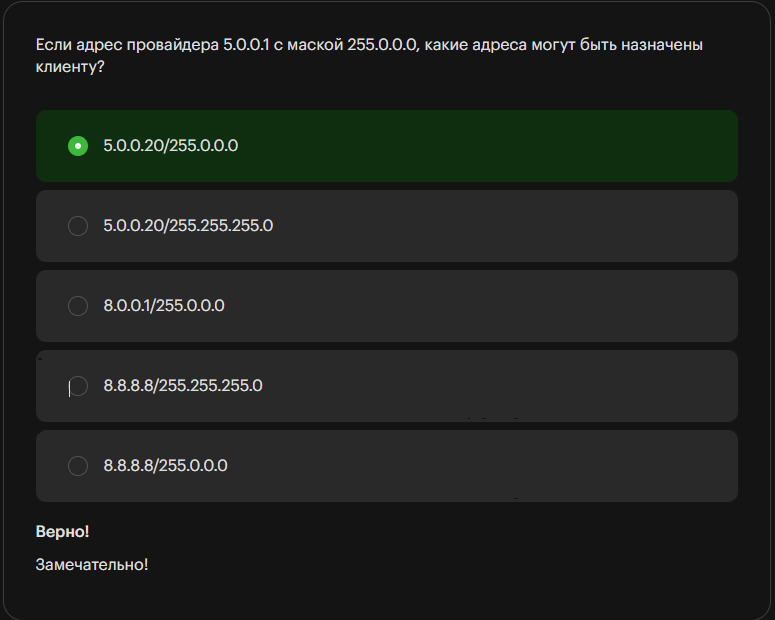 Если адрес провайдера 5.0.0.1 с маской 255.0.0.0, какие адреса могут быть назначены
клиенту?
5.0.0.20/255.0.0.0
5.0.0.20/255.255.255.0
8.0.0.1/255.0.0.0
8.8.8.8/255.255.255.0
8.8.8.8/255.0.0.0
Верно!
Замечательно!